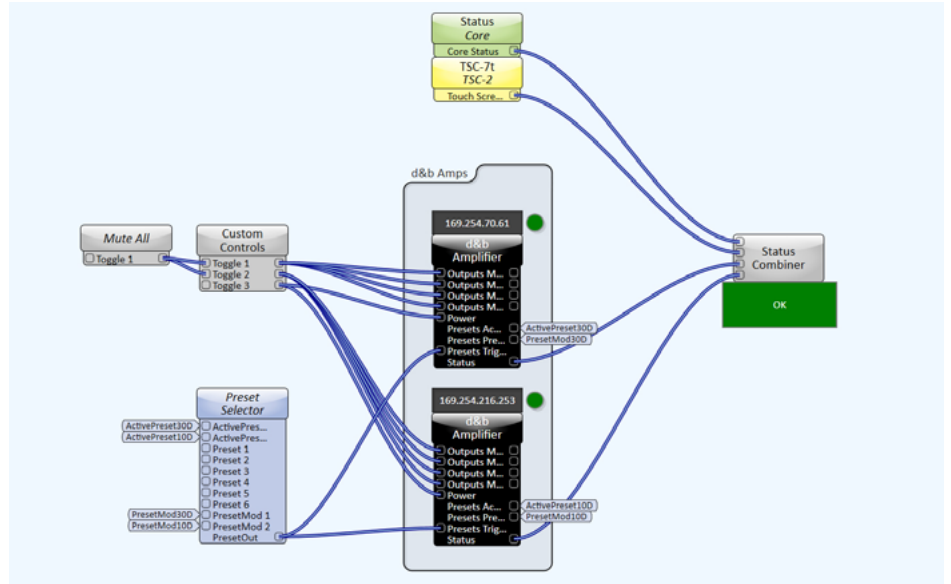 Status
Core
Core Status
TSC-7t
TSC-2
Touch Scre...
d&b Amps
169.254.70.61
d&b
Amplifier
Outputs M...
Outputs M...
Outputs M...
Outputs M...
Power
Presets Ac...
ActivePreset30D
Presets Pre...
PresetMod30D
Presets Trig...
Status
Mute All
Toggle 1
Custom
Controls
Toggle 1
Toggle 2
Toggle 3
Status
Combiner
OK
Preset
Selector
ActivePreset30D
ActivePres...
ActivePreset10D
ActivePres...
Preset 1
Preset 2
Preset 3
Preset 4
Preset 5
Preset 6
PresetMod30D
PresetMod 1
PresetMod10D
PresetMod 2
PresetOut
169.254.216.253
d&b
Amplifier
Outputs M...
Outputs M...
Outputs M...
Outputs M...
Power
Presets Ac...
ActivePreset10D
Presets Pre...
PresetMod10D
Presets Trig...
Status